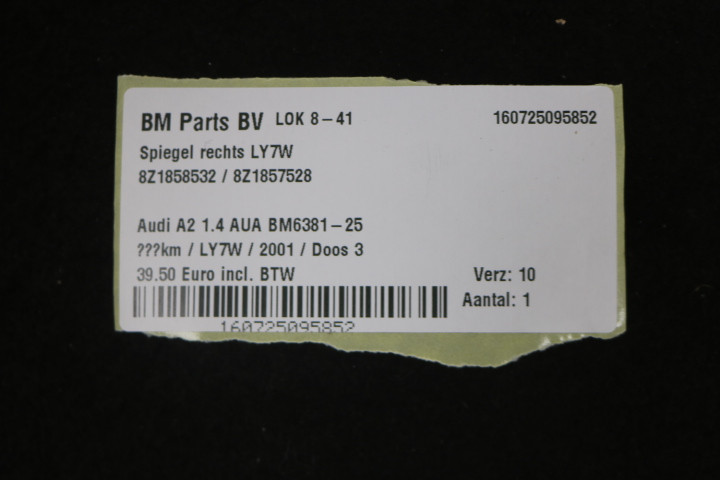 BM Parts BV LOK 8-41 160725095852
Spiegel rechts LY7W
8Z1858532 / 8Z1857528
Audi A2 1.4 AUA BM6381-25
???km / LY7W / 2001 / Doos 3
39.50 Euro incl. BTW Verz: 10
Aantal: 1
160725095852